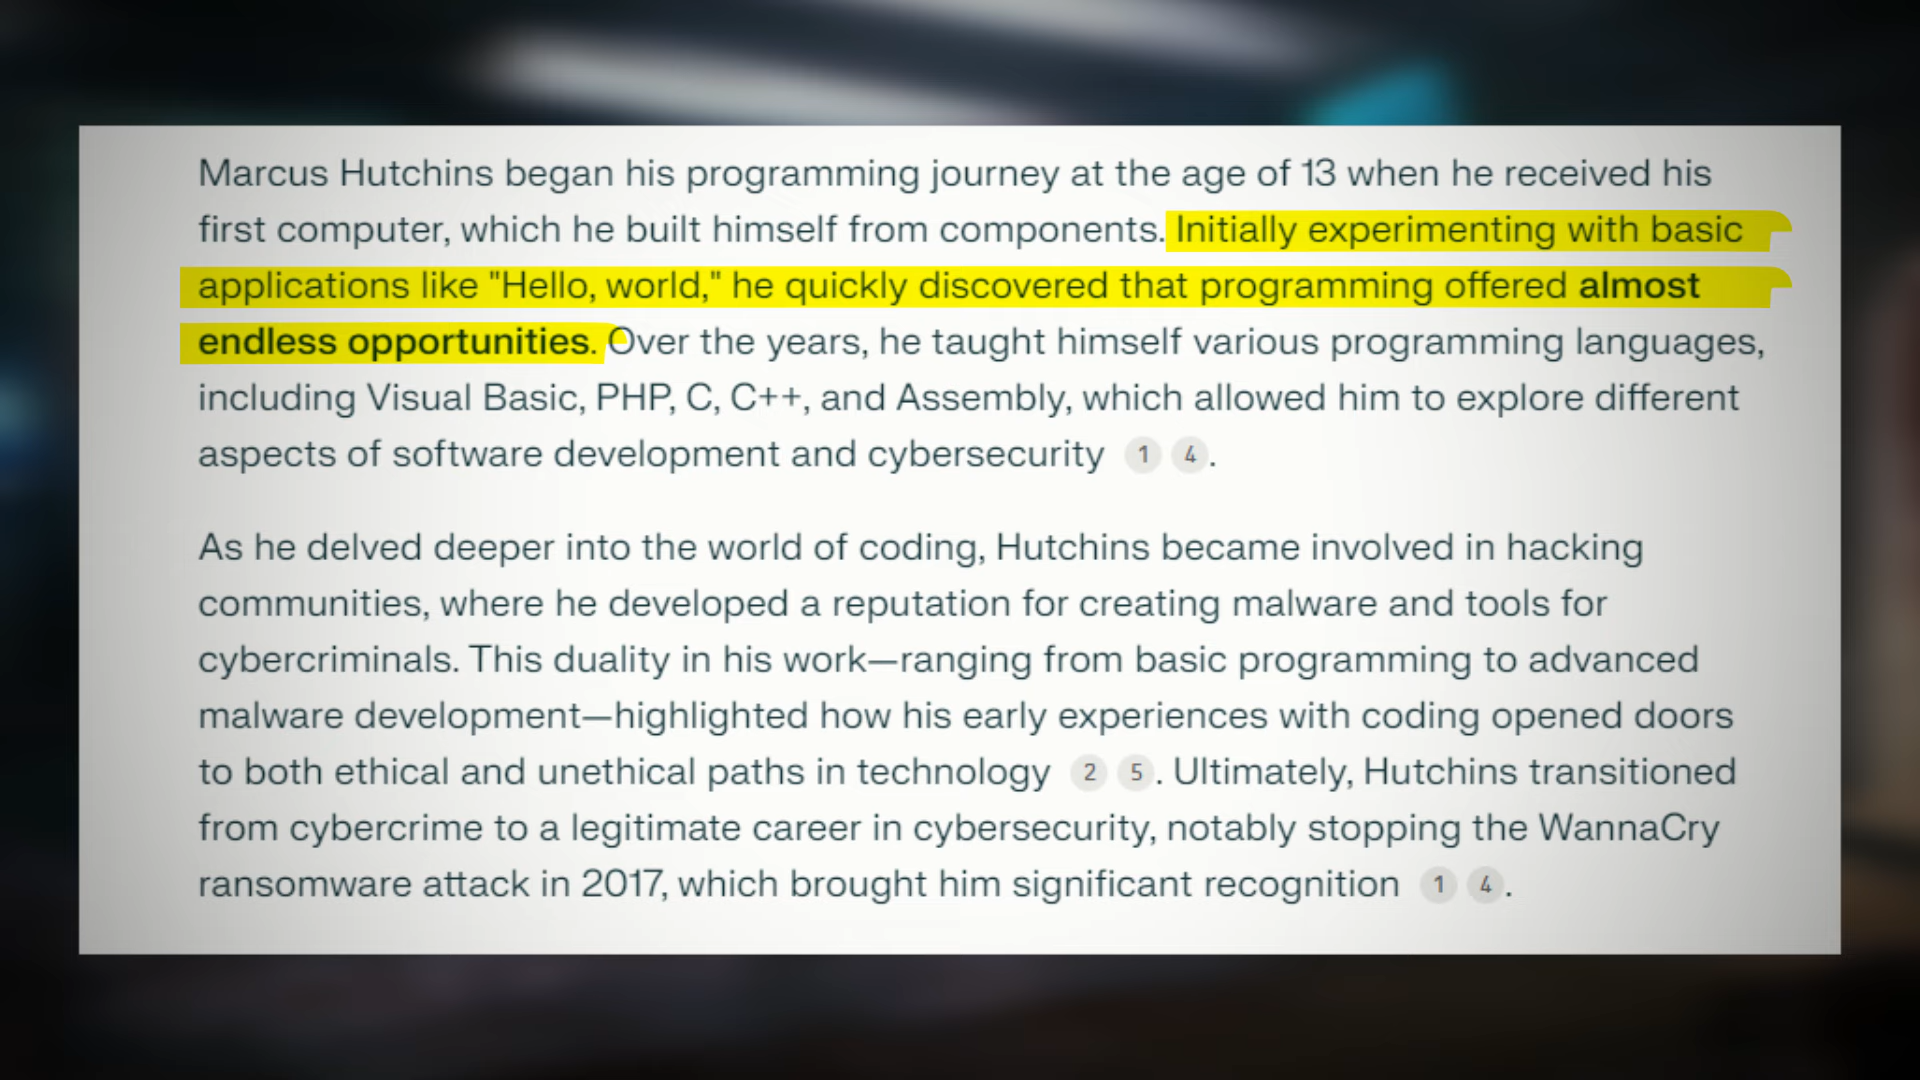 Marcus Hutchins began his programming journey at the age of 13 when he received his
first computer, which he built himself from components. Initially experimenting with basic
applications like "Hello, world," he quickly discovered that programming offered almost
endless opportunities. Over the years, he taught himself various programming languages,
including Visual Basic, PHP, C, C++, and Assembly, which allowed him to explore different
aspects of software development and cybersecurity 1 4.
As he delved deeper into the world of coding, Hutchins became involved in hacking
communities, where he developed a reputation for creating malware and tools for
cybercriminals. This duality in his work—ranging from basic programming to advanced
malware development—highlighted how his early experiences with coding opened doors
to both ethical and unethical paths in technology 2 5. Ultimately, Hutchins transitioned
from cybercrime to a legitimate career in cybersecurity, notably stopping the WannaCry
ransomware attack in 2017, which brought him significant recognition 1 4.